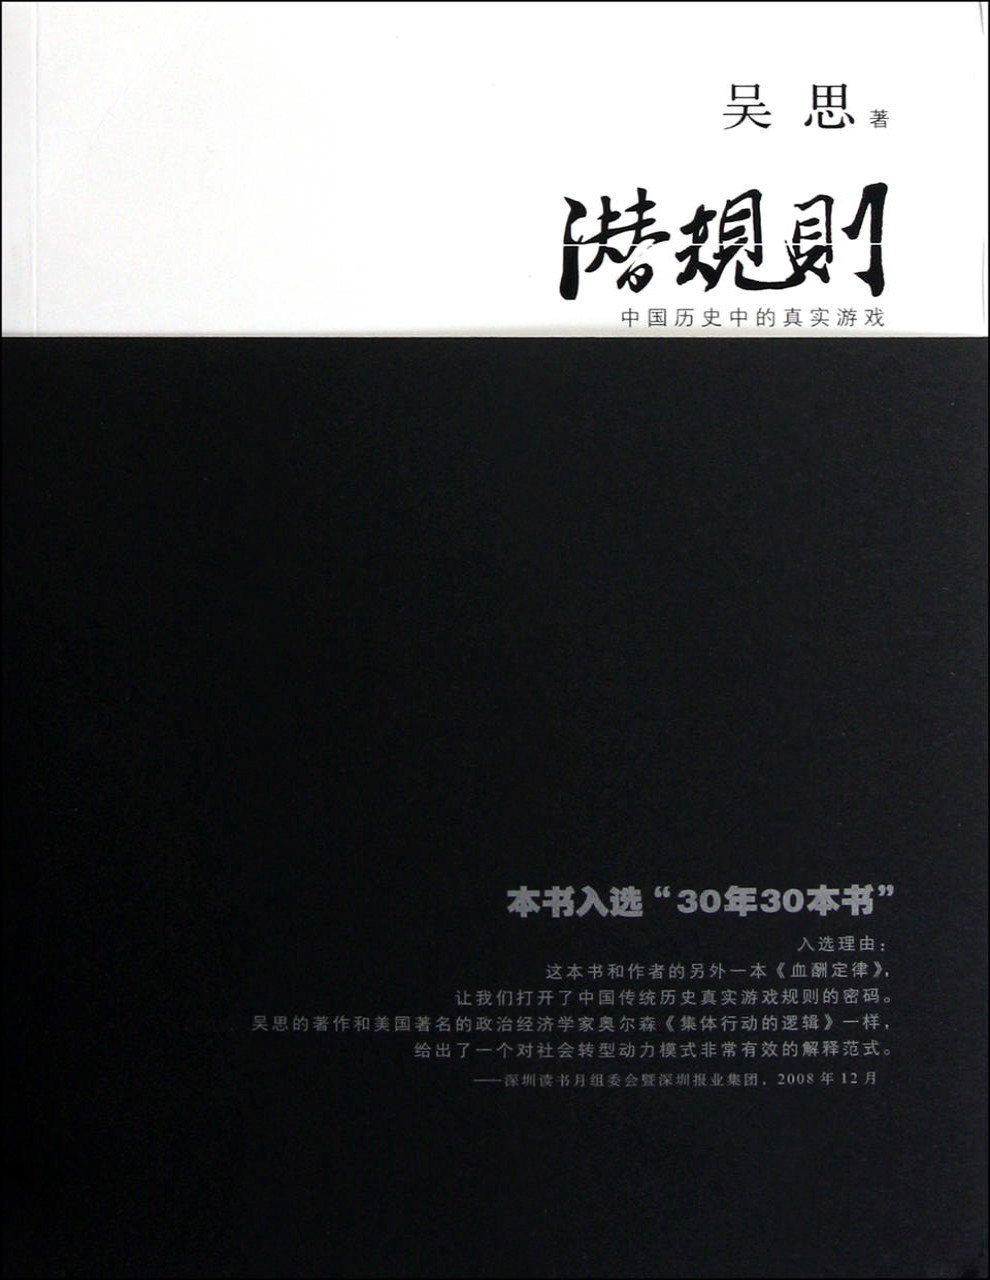 吴思 著
潜規則
中国历史中的真实游戏
本书入选“30年30本书”
入选理由：
这本书和作者的另外一本《血酬定律》，
让我们打开了中国传统历史真实游戏规则的密码。
吴思的著作和美国著名的政治经济学家奥尔森《集体行动的逻辑》一样，
给出了一个对社会转型动力模式非常有效的解释范式。
——深圳读书月组委会暨深圳报业集团，2008年12月